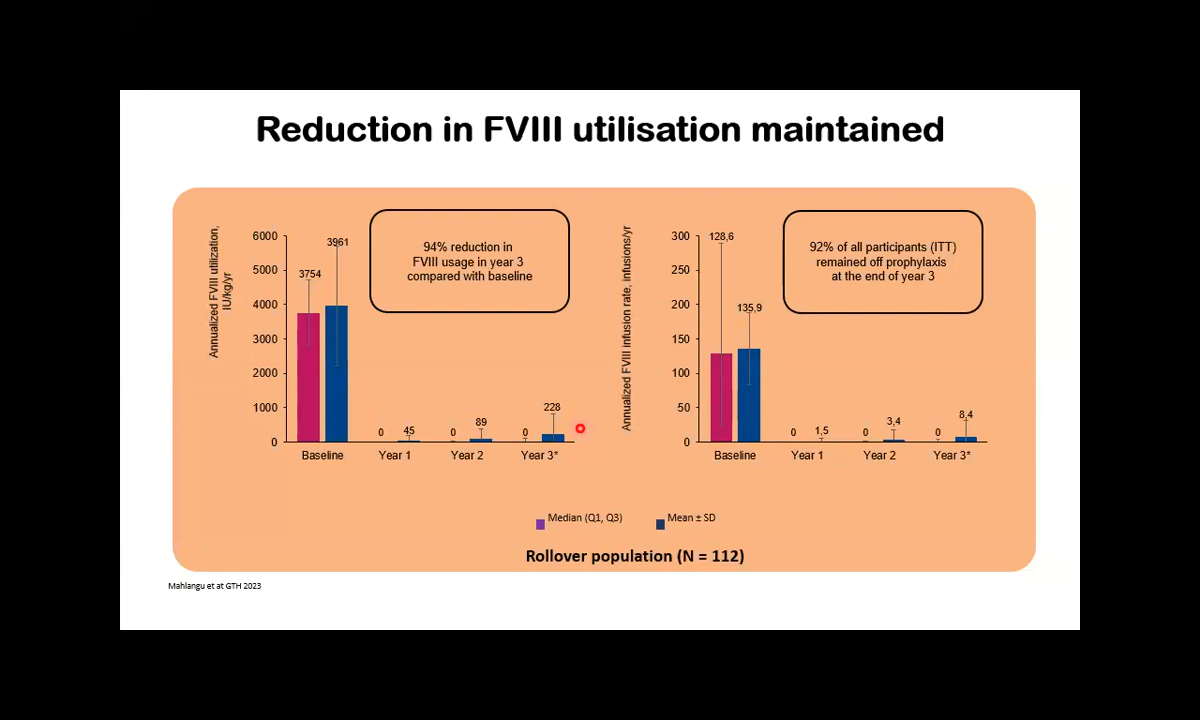 Reduction in FVIII utilisation maintained
Annualized FVIII utilization,
IU/kg/yr
6000
5000
4000
3000
2000
1000
0
3754
3961
0
45
0
89
0
228
Baseline
Year 1
Year 2
Year 3*
94% reduction in
FVIII usage in year 3
compared with baseline
Annualized FVIII infusion rate, infusions/yr
300
250
200
150
100
50
0
128,6
135,9
0
1,5
0
3,4
0
8,4
Baseline
Year 1
Year 2
Year 3*
92% of all participants (ITT)
remained off prophylaxis
at the end of year 3
Median (Q1, Q3)
Mean ± SD
Rollover population (N = 112)
Mahlangu et at GTH 2023